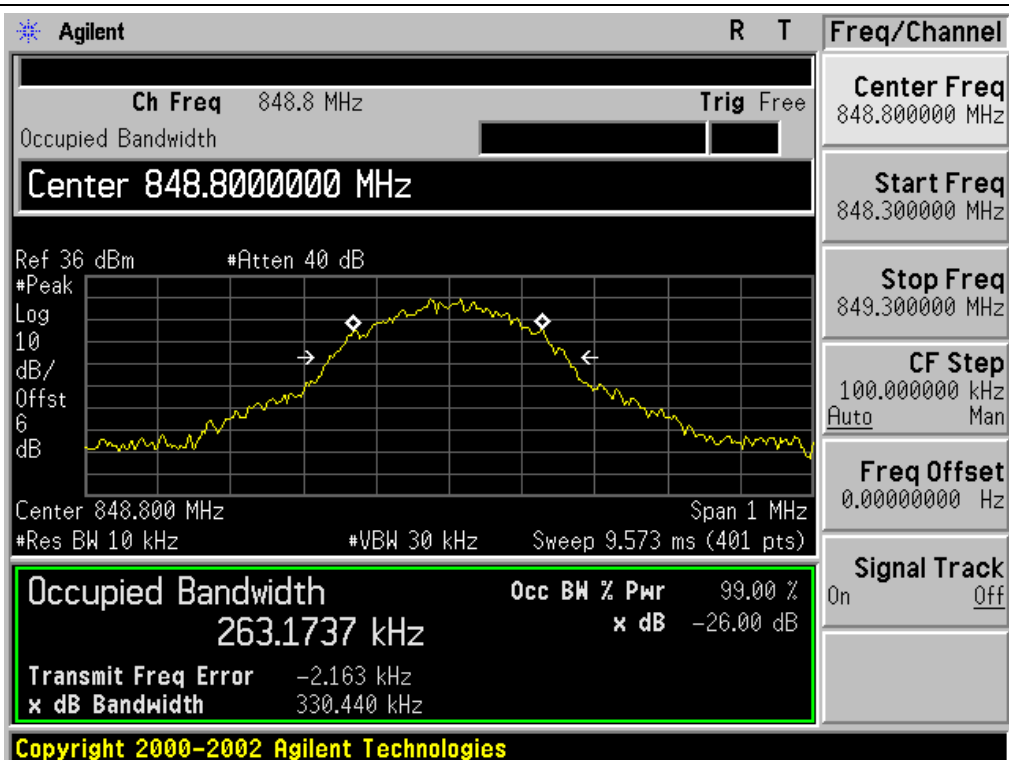 Agilent R T
Ch Freq 848.8 MHz Trig Free
Occupied Bandwidth
Center 848.8000000 MHz
Ref 36 dBm #Atten 40 dB
#Peak
Log
10
dB/
Offst
6
dB
Center 848.800 MHz Span 1 MHz
#Res BW 10 kHz #VBW 30 kHz Sweep 9.573 ms (401 pts)
Occupied Bandwidth Occ BW % Pwr 99.00 %
263.1737 kHz x dB -26.00 dB
Transmit Freq Error -2.163 kHz
x dB Bandwidth 330.440 kHz
Copyright 2000-2002 Agilent Technologies
Freq/Channel
Center Freq
848.800000 MHz
Start Freq
848.300000 MHz
Stop Freq
849.300000 MHz
CF Step
100.000000 kHz
Auto Man
Freq Offset
0.00000000 Hz
Signal Track
On Off